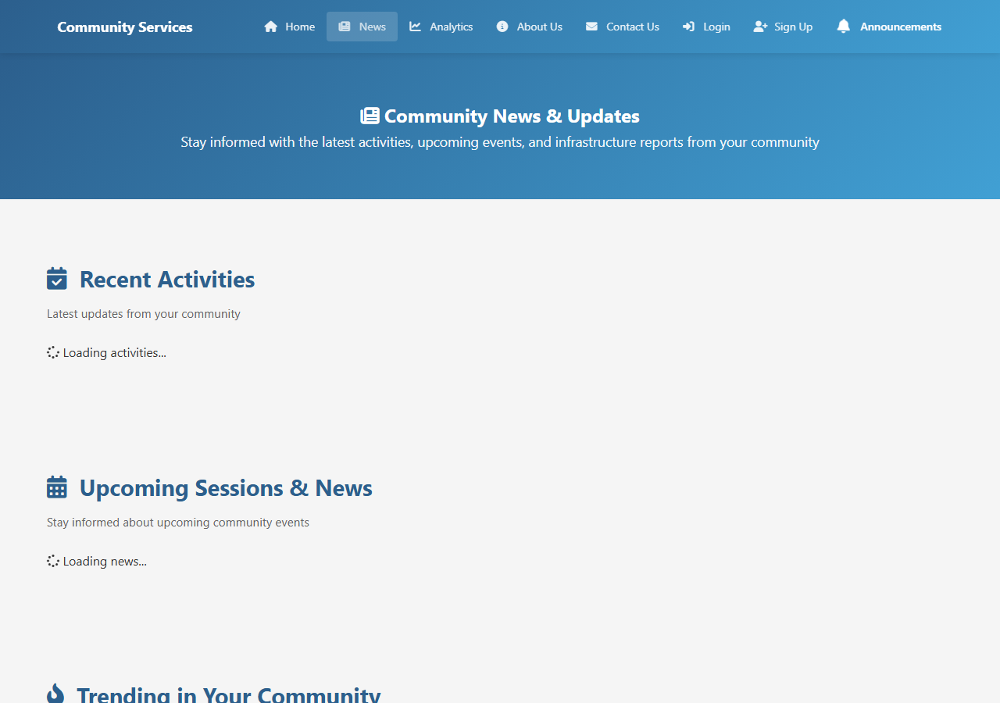 Community Services
Home
News
Analytics
About Us
Contact Us
Login
Sign Up
Announcements
Community News & Updates
Stay informed with the latest activities, upcoming events, and infrastructure reports from your community
Recent Activities
Latest updates from your community
Loading activities...
Upcoming Sessions & News
Stay informed about upcoming community events
Loading news...
Trending in Your Community